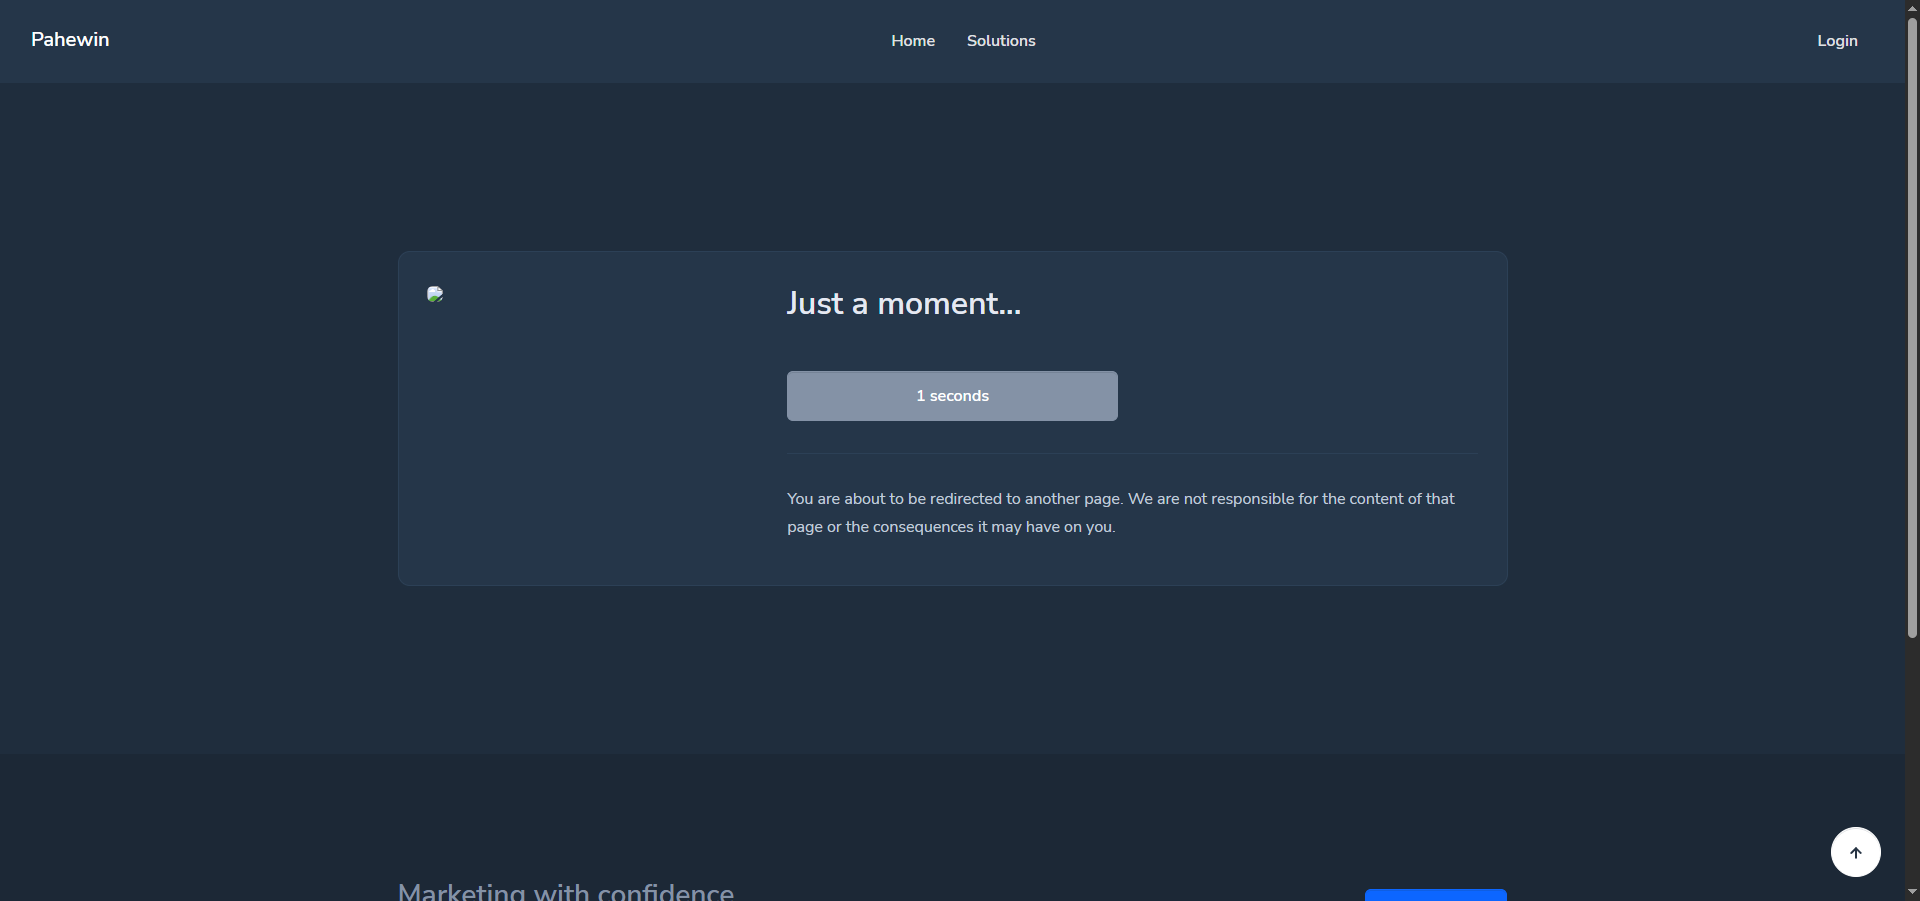 Pahewin
Home
Solutions
Login
Just a moment...
1 seconds
You are about to be redirected to another page. We are not responsible for the content of that
page or the consequences it may have on you.
Marketing with confidence